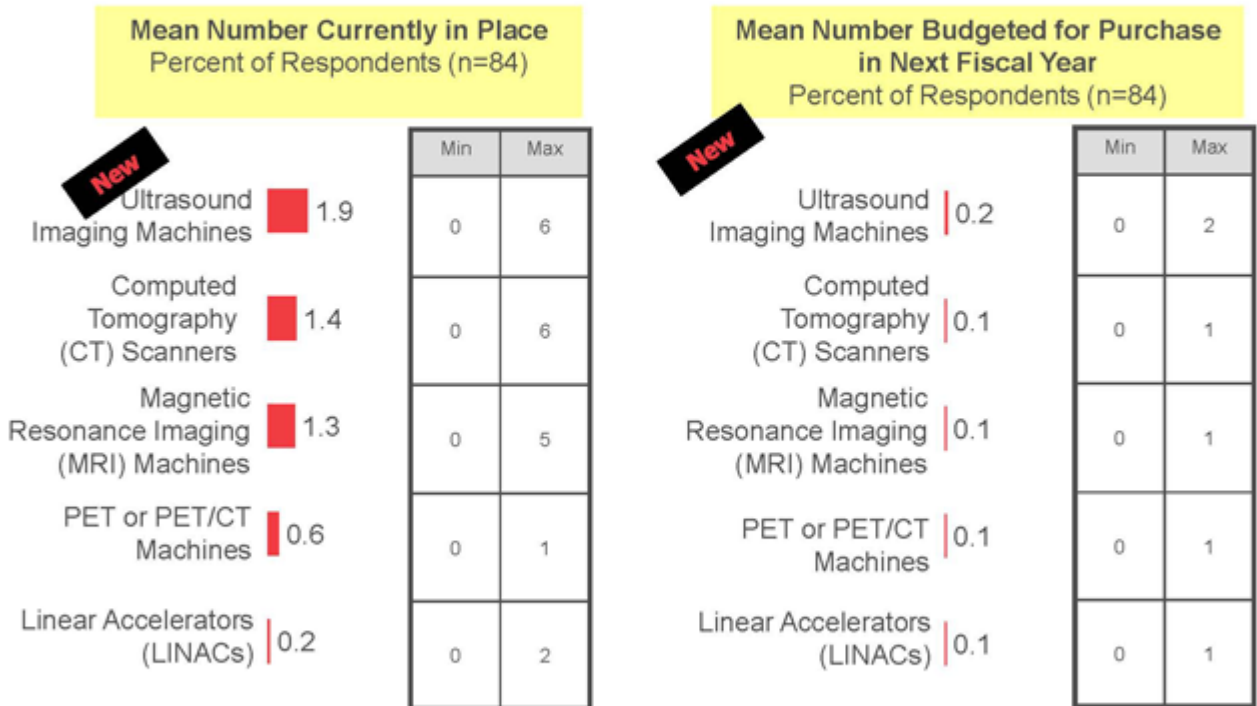 Mean Number Currently in Place
Percent of Respondents (n=84)
New
Min Max
Ultrasound
Imaging Machines
1.9
0 6
Computed
Tomography
(CT) Scanners
1.4
0 6
Magnetic
Resonance Imaging
(MRI) Machines
1.3
0 5
PET or PET/CT
Machines
0.6
0 1
Linear Accelerators
(LINACs)
0.2
0 2
Mean Number Budgeted for Purchase
in Next Fiscal Year
Percent of Respondents (n=84)
New
Min Max
Ultrasound
Imaging Machines
0.2
0 2
Computed
Tomography
(CT) Scanners
0.1
0 1
Magnetic
Resonance Imaging
(MRI) Machines
0.1
0 1
PET or PET/CT
Machines
0.1
0 1
Linear Accelerators
(LINACs)
0.1
0 1